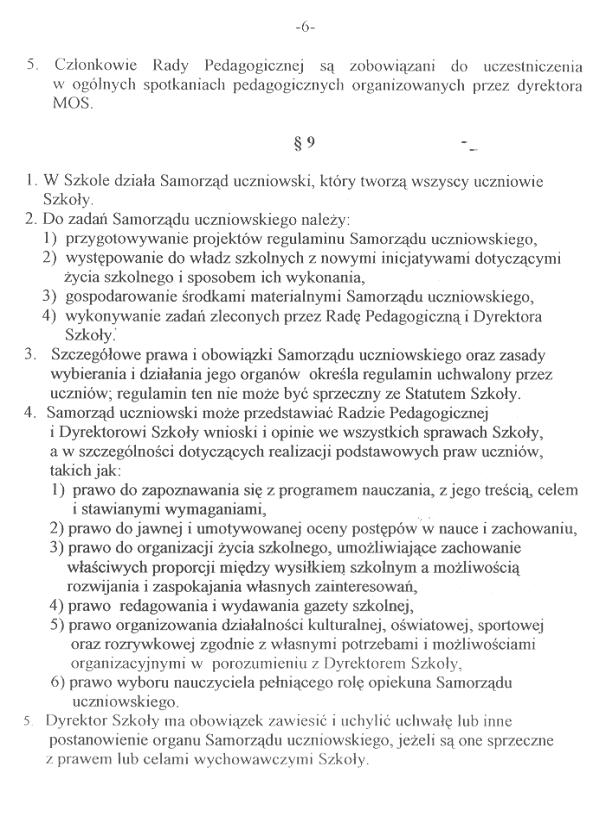 -6-
5. Członkowie Rady Pedagogicznej są zobowiązani do uczestniczenia
w ogólnych spotkaniach pedagogicznych organizowanych przez dyrektora
MOS.
§ 9
1. W Szkole działa Samorząd uczniowski, który tworzą wszyscy uczniowie
Szkoły.
2. Do zadań Samorządu uczniowskiego należy:
1) przygotowywanie projektów regulaminu Samorządu uczniowskiego,
2) występowanie do władz szkolnych z nowymi inicjatywami dotyczącymi
życia szkolnego i sposobem ich wykonania,
3) gospodarowanie środkami materialnymi Samorządu uczniowskiego,
4) wykonywanie zadań zleconych przez Radę Pedagogiczną i Dyrektora
Szkoły.
3. Szczegółowe prawa i obowiązki Samorządu uczniowskiego oraz zasady
wybierania i działania jego organów określa regulamin uchwalony przez
uczniów; regulamin ten nie może być sprzeczny ze Statutem Szkoły.
4. Samorząd uczniowski może przedstawiać Radzie Pedagogicznej
i Dyrektorowi Szkoły wnioski i opinie we wszystkich sprawach Szkoły,
a w szczególności dotyczących realizacji podstawowych praw uczniów,
takich jak:
1) prawo do zapoznawania się z programem nauczania, z jego treścią, celem
i stawianymi wymaganiami,
2) prawo do jawnej i umotywowanej oceny postępów w nauce i zachowaniu,
3) prawo do organizacji życia szkolnego, umożliwiające zachowanie
właściwych proporcji między wysiłkiem szkolnym a możliwością
rozwijania i zaspokajania własnych zainteresowań,
4) prawo redagowania i wydawania gazety szkolnej,
5) prawo organizowania działalności kulturalnej, oświatowej, sportowej
oraz rozrywkowej zgodnie z własnymi potrzebami i możliwościami
organizacyjnymi w porozumieniu z Dyrektorem Szkoły,
6) prawo wyboru nauczyciela pełniącego rolę opiekuna Samorządu
uczniowskiego.
5. Dyrektor Szkoły ma obowiązek zawiesić i uchylić uchwałę lub inne
postanowienie organu Samorządu uczniowskiego, jeżeli są one sprzeczne
z prawem lub celami wychowawczymi Szkoły.